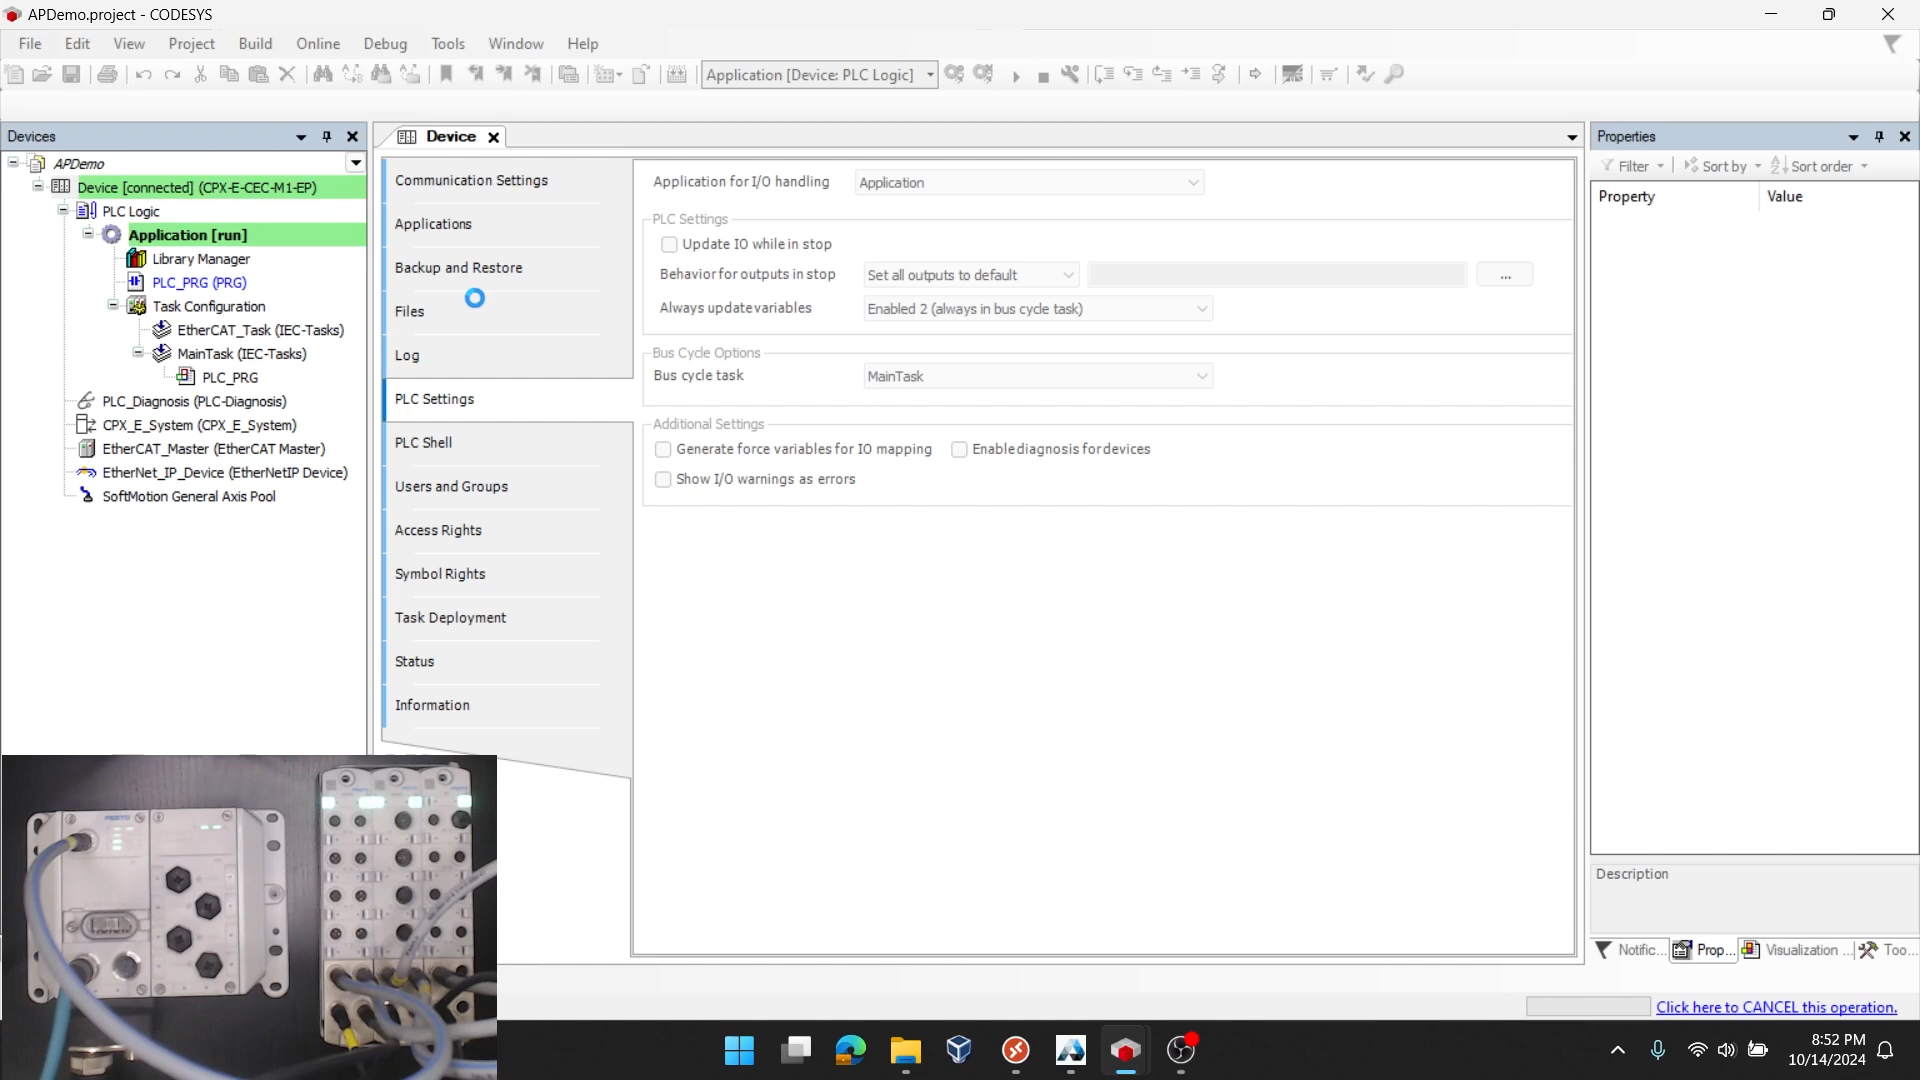 APDemo.project - CODESYS
File Edit View Project Build Online Debug Tools Window Help
Application [Device: PLC Logic]
Devices
APDemo
Device [connected] (CPX-E-CEC-M1-EP)
PLC Logic
Application [run]
Library Manager
PLC_PRG (PRG)
Task Configuration
EtherCAT_Task (IEC-Tasks)
MainTask (IEC-Tasks)
PLC_PRG
PLC_Diagnosis (PLC-Diagnosis)
CPX_E_System (CPX_E_System)
EtherCAT_Master (EtherCAT Master)
EtherNet_IP_Device (EtherNetIP Device)
SoftMotion General Axis Pool
Device
Communication Settings
Applications
Backup and Restore
Files
Log
PLC Settings
PLC Shell
Users and Groups
Access Rights
Symbol Rights
Task Deployment
Status
Information
Application for I/O handling Application
PLC Settings
Update IO while in stop
Behavior for outputs in stop Set all outputs to default ...
Always update variables Enabled 2 (always in bus cycle task)
Bus Cycle Options
Bus cycle task MainTask
Additional Settings
Generate force variables for IO mapping Enable diagnosis for devices
Show I/O warnings as errors
Properties
Filter Sort by Sort order
Property Value
Description
Notific... Prop... Visualization ... Too...
Click here to CANCEL this operation.
FESTO
8:52 PM
10/14/2024